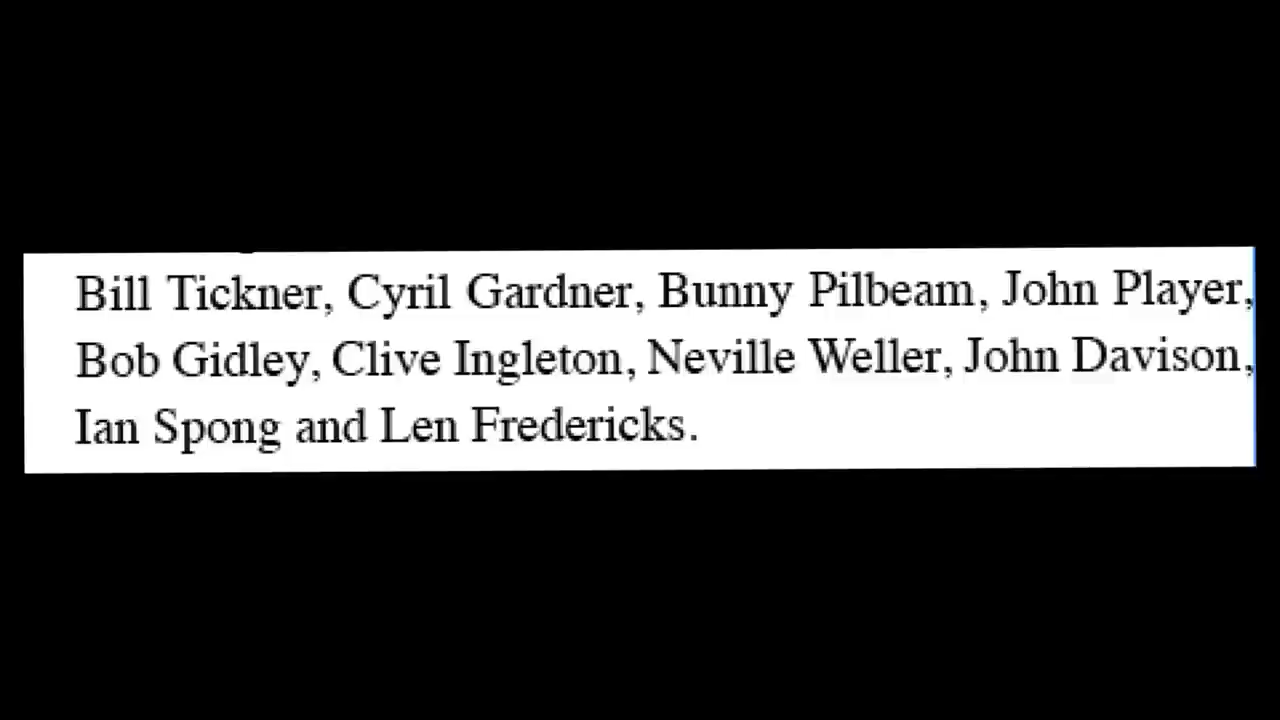 Bill Tickner, Cyril Gardner, Bunny Pilbeam, John Player,
Bob Gidley, Clive Ingleton, Neville Weller, John Davison,
Ian Spong and Len Fredericks.